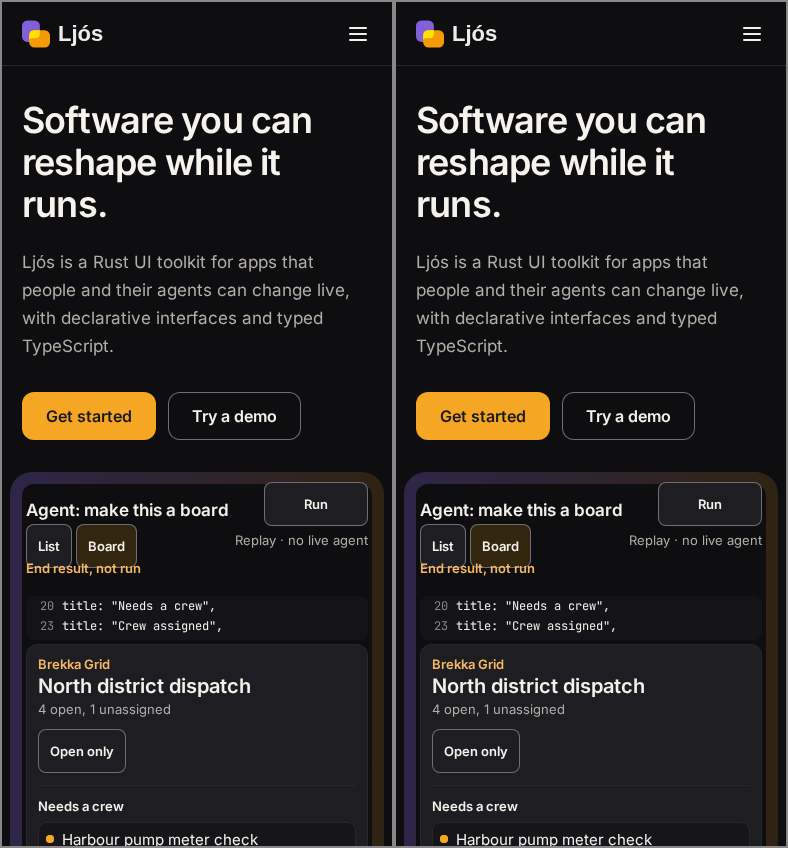 Ljós
Software you can
reshape while it
runs.
Ljós is a Rust UI toolkit for apps that
people and their agents can change live,
with declarative interfaces and typed
TypeScript.
Get started
Try a demo
Agent: make this a board
Run
List
Board
Replay · no live agent
End result, not run
20 title: "Needs a crew",
23 title: "Crew assigned",
Brekka Grid
North district dispatch
4 open, 1 unassigned
Open only
Needs a crew
Harbour pump meter check
Ljós
Software you can
reshape while it
runs.
Ljós is a Rust UI toolkit for apps that
people and their agents can change live,
with declarative interfaces and typed
TypeScript.
Get started
Try a demo
Agent: make this a board
Run
List
Board
Replay · no live agent
End result, not run
20 title: "Needs a crew",
23 title: "Crew assigned",
Brekka Grid
North district dispatch
4 open, 1 unassigned
Open only
Needs a crew
Harbour pump meter check